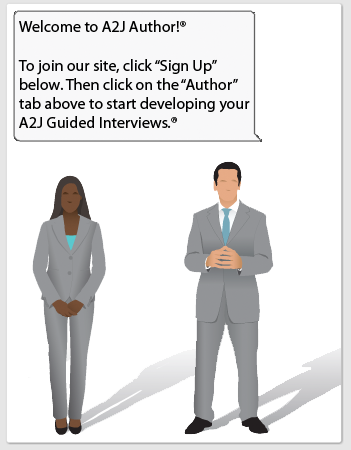 Welcome to A2J Author!®
To join our site, click “Sign Up”
below. Then click on the “Author”
tab above to start developing your
A2J Guided Interviews.®